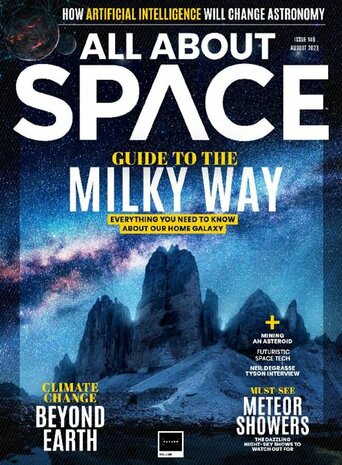 HOW ARTIFICIAL INTELLIGENCE WILL CHANGE ASTRONOMY
ALL ABOUT
ISSUE 146
AUGUST 2023
SPACE
GUIDE TO THE
MILKY WAY
EVERYTHING YOU NEED TO KNOW
ABOUT OUR HOME GALAXY
+
MINING
AN ASTEROID
FUTURISTIC
SPACE TECH
NEIL DEGRASSE
TYSON INTERVIEW
CLIMATE
CHANGE
BEYOND
EARTH
MUST-SEE
METEOR
SHOWERS
THE DAZZLING
NIGHT-SKY SHOWS TO
WATCH OUT FOR
FUTURE